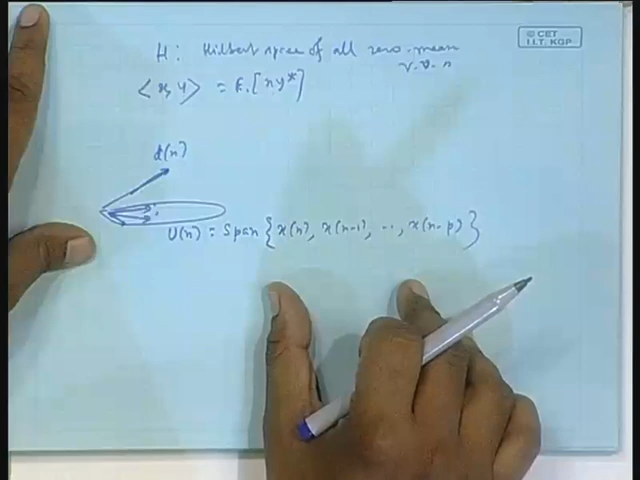 © CET
I.I.T. KGP
H : Hilbert space of all zero-mean
r.v.s
<x, y> = E[xy*]
d(n)
U(n) = Span{x(n), x(n-1), .., x(n-p)}